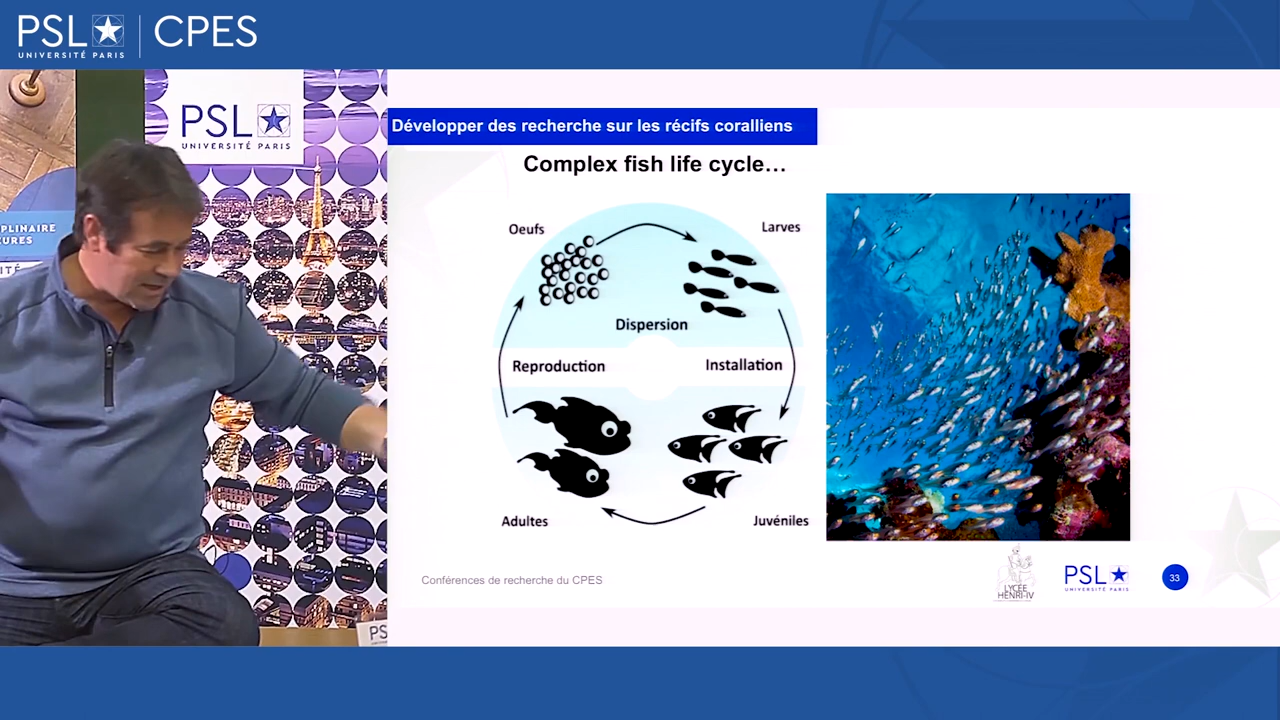 PSL CPES
UNIVERSITÉ PARIS
PSL
UNIVERSITÉ PARIS
PLINAIRE
Développer des recherche sur les récifs coralliens
Complex fish life cycle…
Oeufs
Larves
Dispersion
Reproduction
Installation
Adultes
Juvéniles
Conférences de recherche du CPES
LYCÉE
HENRI-IV
PSL
UNIVERSITÉ PARIS
33
PS